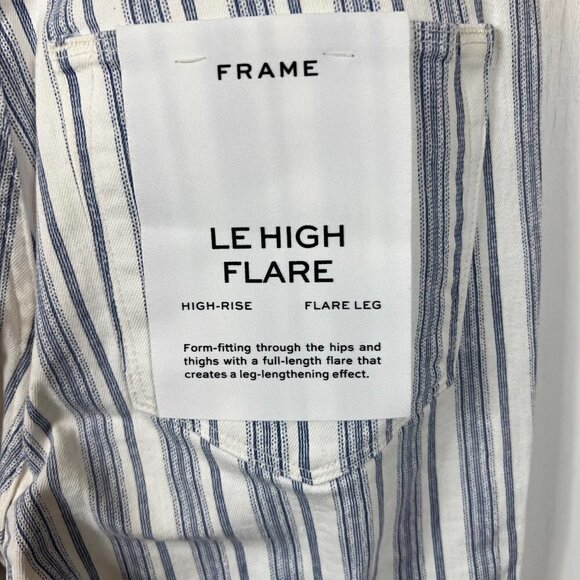 FRAME
LE HIGH
FLARE
HIGH-RISE FLARE LEG
Form-fitting through the hips and
thighs with a full-length flare that
creates a leg-lengthening effect.